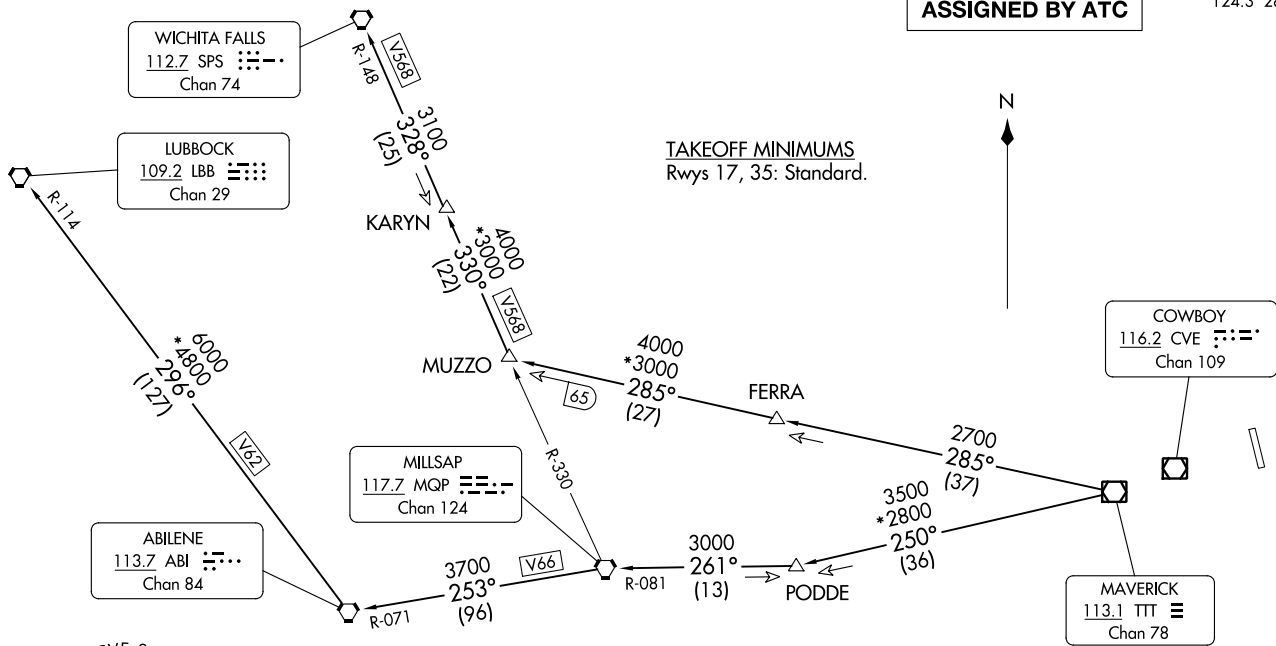 ASSIGNED BY ATC
WICHITA FALLS
112.7 SPS
Chan 74
R-148
V568
3100
328°
(25)
N
LUBBOCK
109.2 LBB
Chan 29
R-114
TAKEOFF MINIMUMS
Rwys 17, 35: Standard.
KARYN
4000
*3000
330°
(22)
V568
COWBOY
116.2 CVE
Chan 109
6000
*4800
296°
(127)
V62
MUZZO
65
4000
*3000
285°
(27)
FERRA
2700
285°
(37)
MILLSAP
117.7 MQP
Chan 124
R-330
3500
*2800
250°
(36)
ABILENE
113.7 ABI
Chan 84
3700
V66
253°
(96)
R-071
R-081
3000
261°
(13)
PODDE
MAVERICK
113.1 TTT
Chan 78